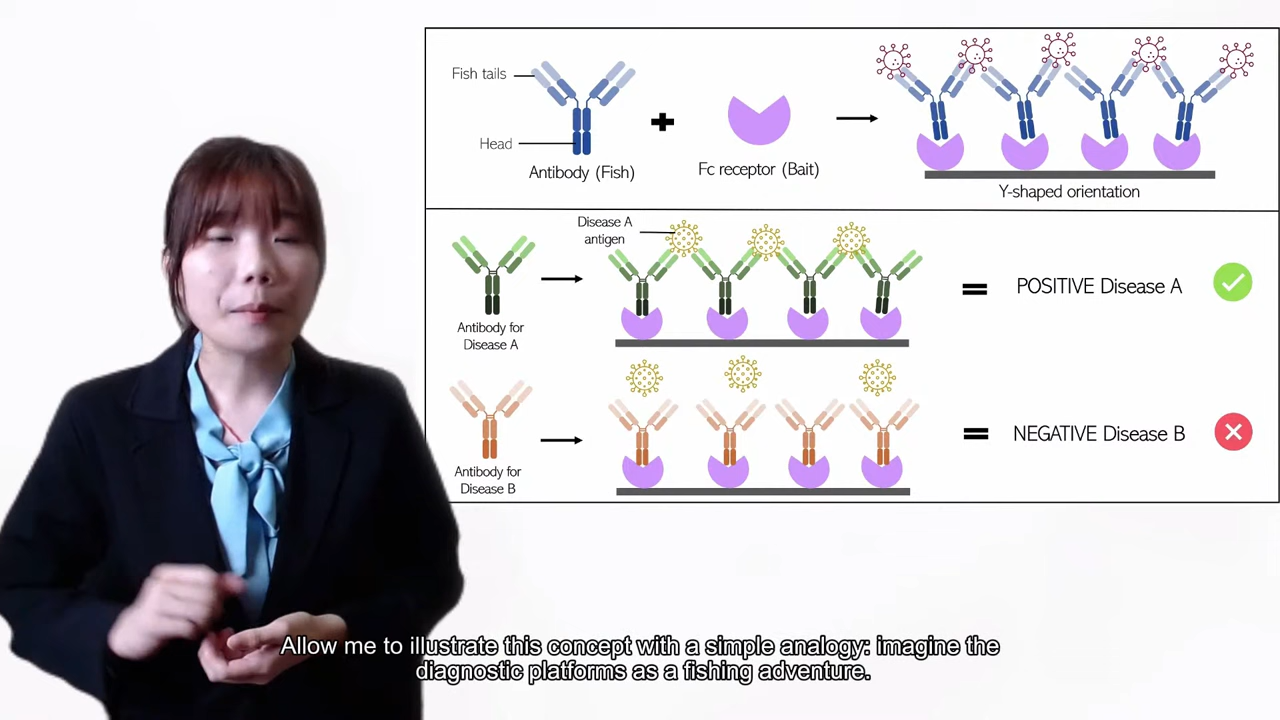 Fish tails
Head
Antibody (Fish)
Fc receptor (Bait)
Y-shaped orientation
Disease A
antigen
Antibody for
Disease A
POSITIVE Disease A
Antibody for
Disease B
NEGATIVE Disease B
Allow me to illustrate this concept with a simple analogy: imagine the
diagnostic platforms as a fishing adventure.